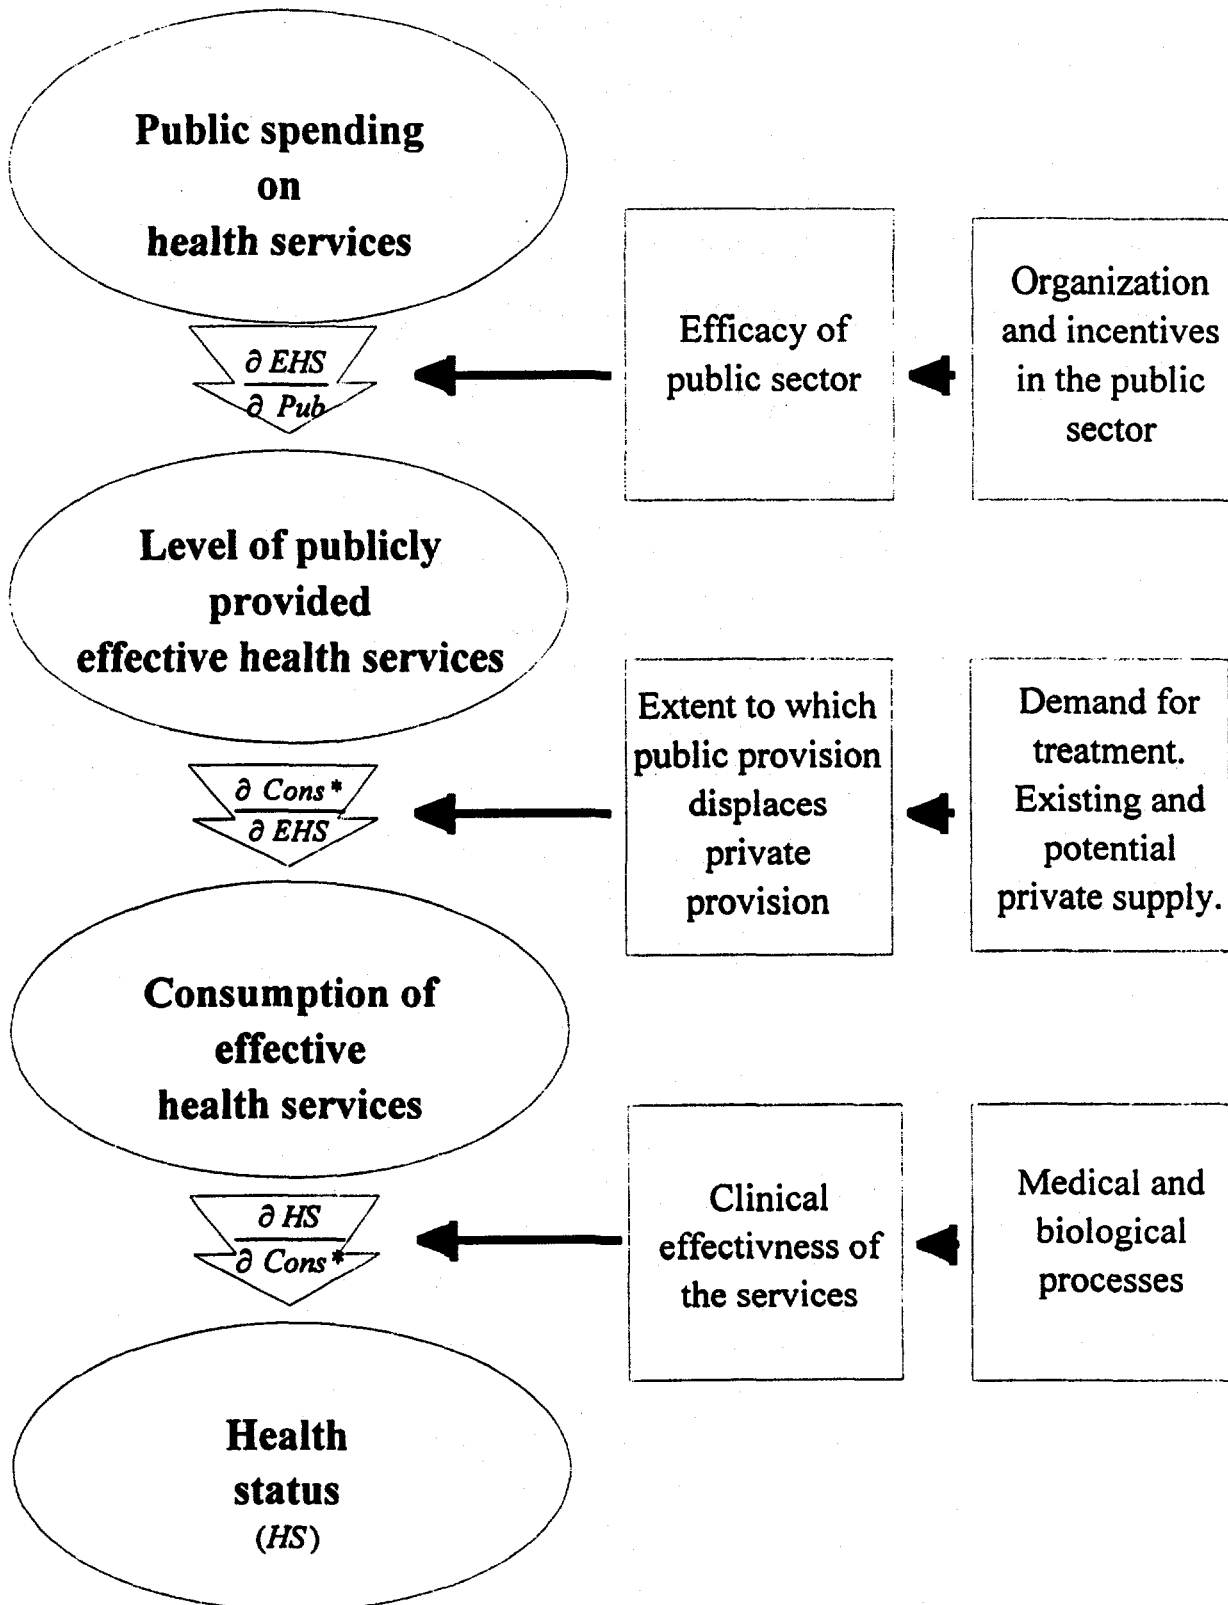 Public spending
on
health services
∂ EHS
∂ Pub
Efficacy of
public sector
Organization
and incentives
in the public
sector
Level of publicly
provided
effective health services
∂ Cons*
∂ EHS
Extent to which
public provision
displaces
private
provision
Demand for
treatment.
Existing and
potential
private supply.
Consumption of
effective
health services
∂ HS
∂ Cons*
Clinical
effectivness of
the services
Medical and
biological
processes
Health
status
(HS)